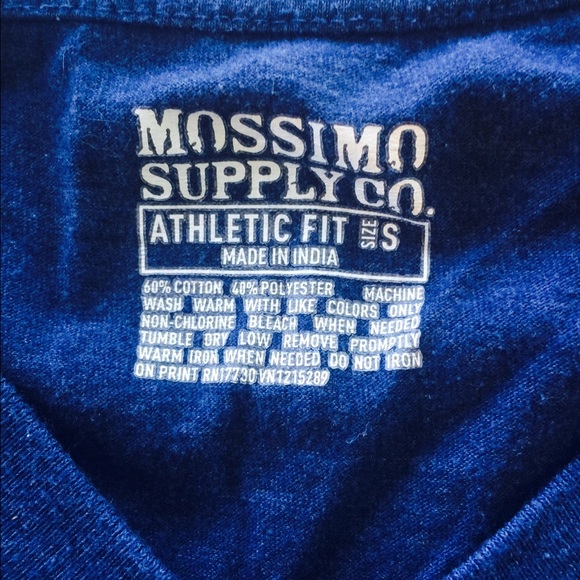 MOSSIMO
SUPPLY CO.
ATHLETIC FIT SIZE S
MADE IN INDIA
60% COTTON 40% POLYESTER MACHINE
WASH WARM WITH LIKE COLORS ONLY
NON-CHLORINE BLEACH WHEN NEEDED
TUMBLE DRY LOW REMOVE PROMPTLY
WARM IRON WHEN NEEDED DO NOT IRON
ON PRINT RN17730 VN1215289